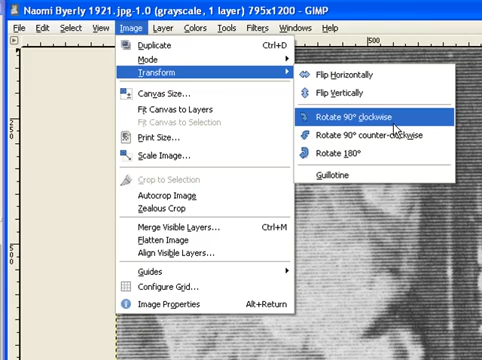 Naomi Byerly 1921.jpg-1.0 (grayscale, 1 layer) 795x1200 – GIMP
File Edit Select View Image Layer Colors Tools Filters Windows Help
500
250
500
Duplicate Ctrl+D
Mode
Transform
Canvas Size...
Fit Canvas to Layers
Fit Canvas to Selection
Print Size...
Scale Image...
Crop to Selection
Autocrop Image
Zealous Crop
Merge Visible Layers... Ctrl+M
Flatten Image
Align Visible Layers...
Guides
Configure Grid...
Image Properties Alt+Return
Flip Horizontally
Flip Vertically
Rotate 90° clockwise
Rotate 90° counter-clockwise
Rotate 180°
Guillotine